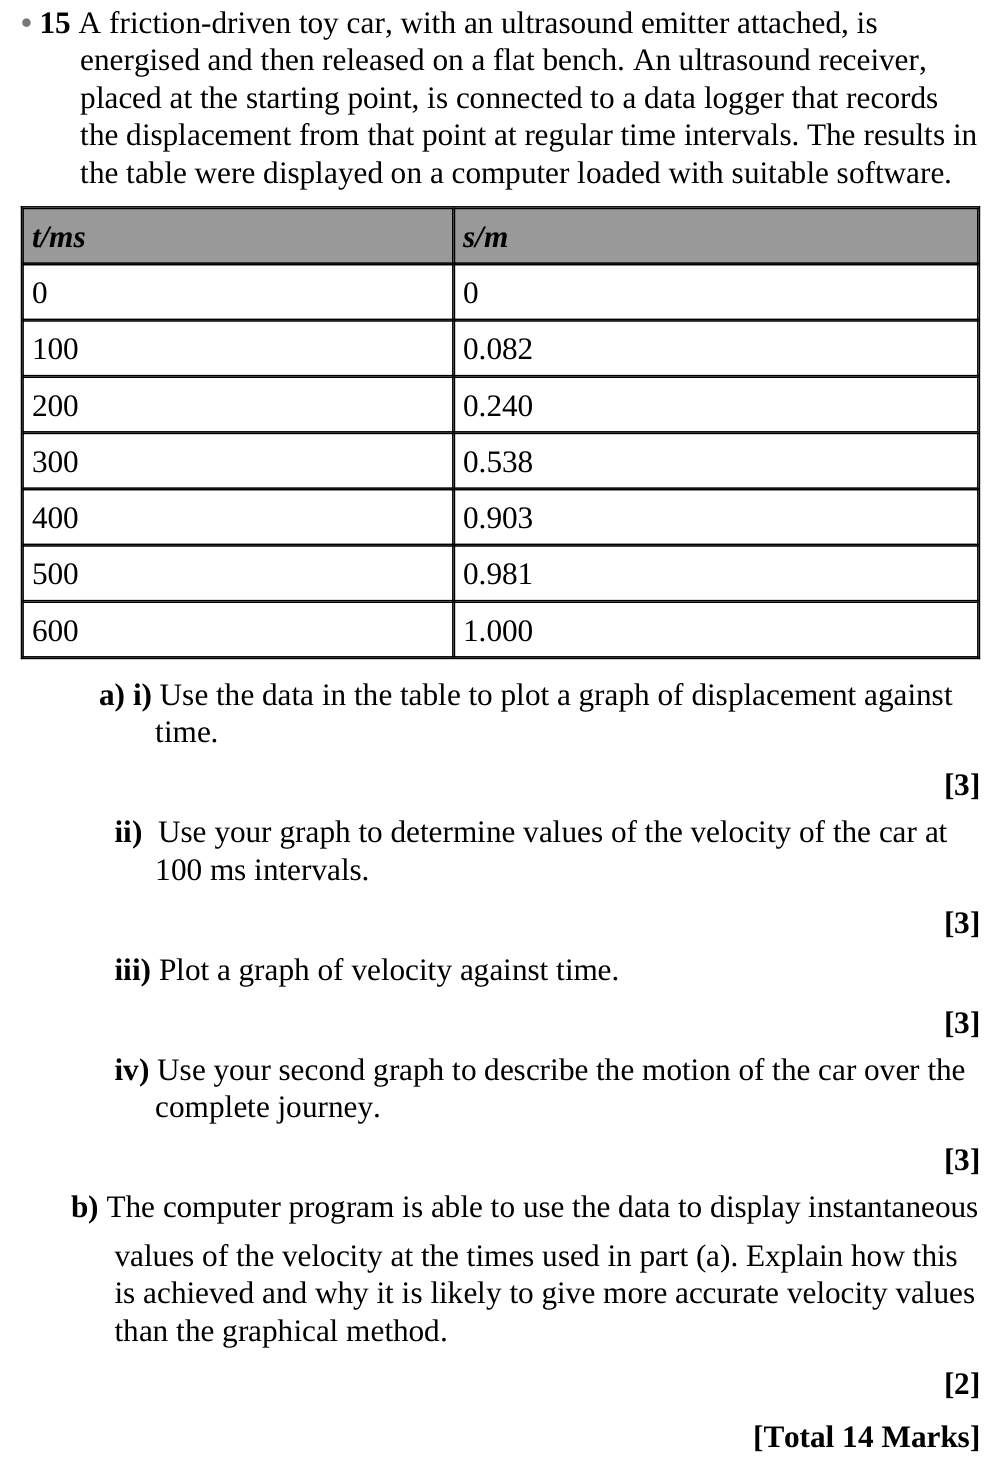 • 15 A friction-driven toy car, with an ultrasound emitter attached, is
energised and then released on a flat bench. An ultrasound receiver,
placed at the starting point, is connected to a data logger that records
the displacement from that point at regular time intervals. The results in
the table were displayed on a computer loaded with suitable software.
t/ms s/m
0 0
100 0.082
200 0.240
300 0.538
400 0.903
500 0.981
600 1.000
a) i) Use the data in the table to plot a graph of displacement against
time.
[3]
ii) Use your graph to determine values of the velocity of the car at
100 ms intervals.
[3]
iii) Plot a graph of velocity against time.
[3]
iv) Use your second graph to describe the motion of the car over the
complete journey.
[3]
b) The computer program is able to use the data to display instantaneous
values of the velocity at the times used in part (a). Explain how this
is achieved and why it is likely to give more accurate velocity values
than the graphical method.
[2]
[Total 14 Marks]